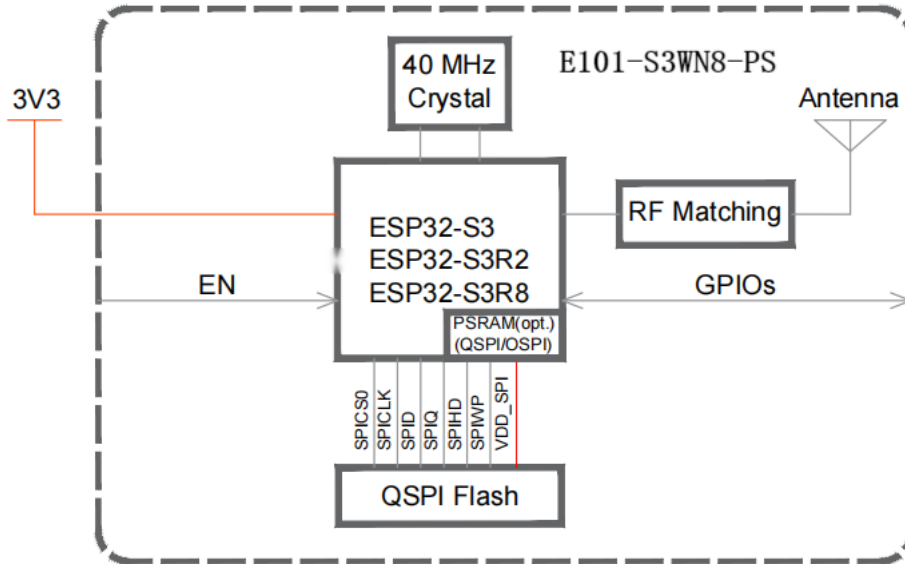 40 MHz
Crystal
E101-S3WN8-PS
3V3
Antenna
RF Matching
ESP32-S3
ESP32-S3R2
ESP32-S3R8
EN
GPIOs
PSRAM(opt.)
(QSPI/OSPI)
SPICS0
SPICLK
SPID
SPIQ
SPIHD
SPIWP
VDD_SPI
QSPI Flash